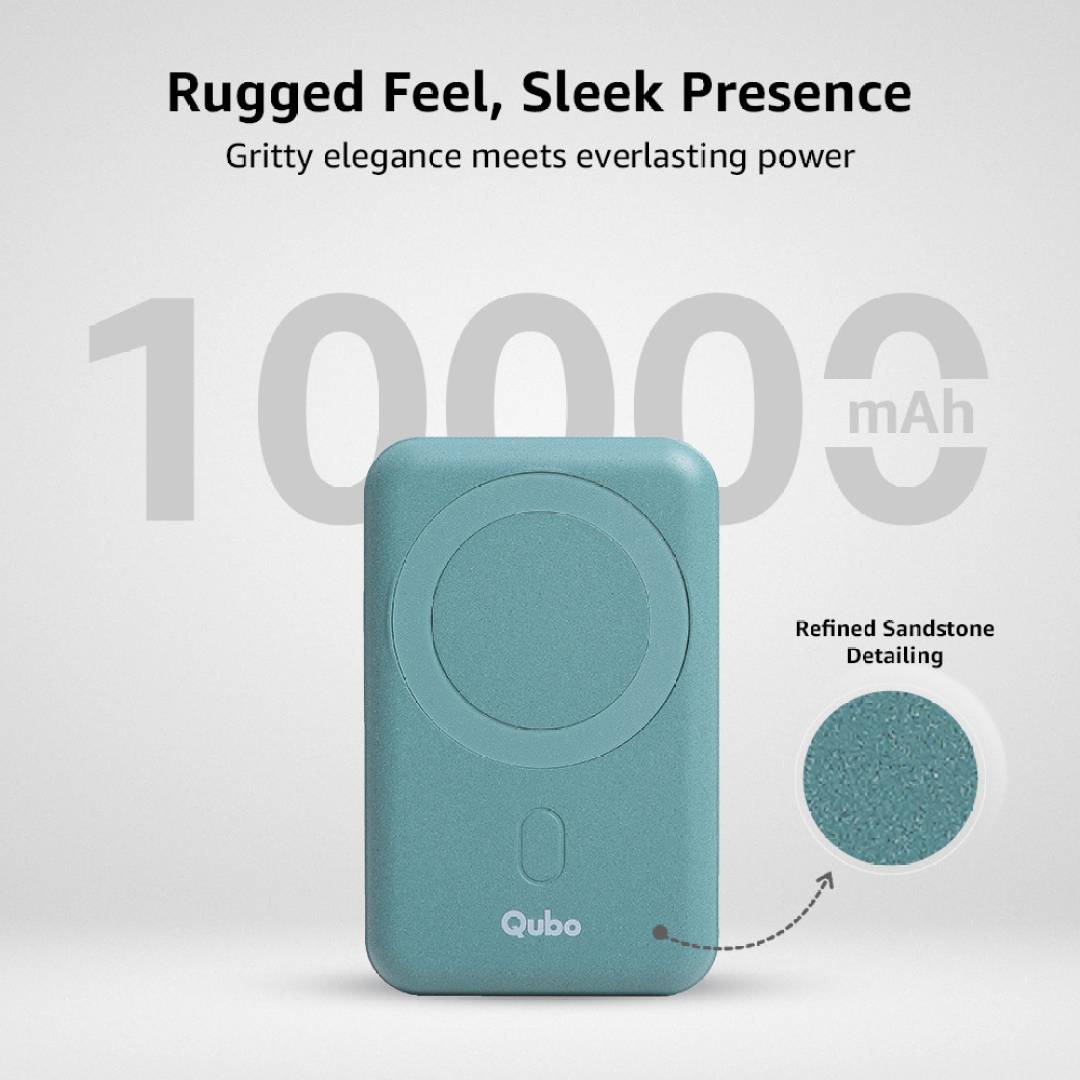 Rugged Feel, Sleek Presence
Gritty elegance meets everlasting power
10000
mAh
Refined Sandstone
Detailing
Qubo